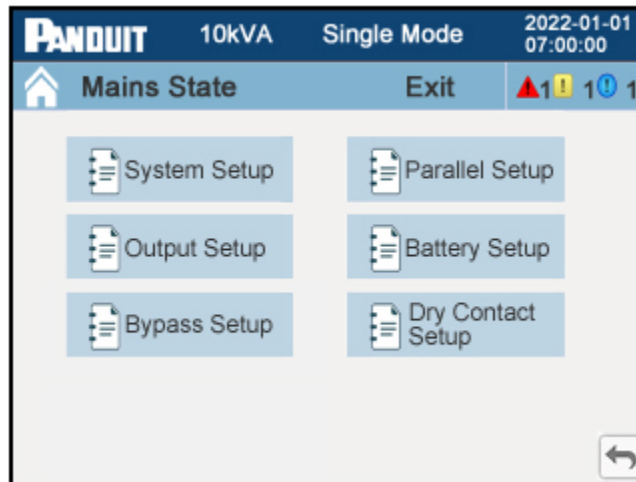 PANDUIT 10kVA Single Mode 2022-01-01
07:00:00
Mains State Exit 1 ! 1 ! 1
System Setup Parallel Setup
Output Setup Battery Setup
Bypass Setup Dry Contact
Setup